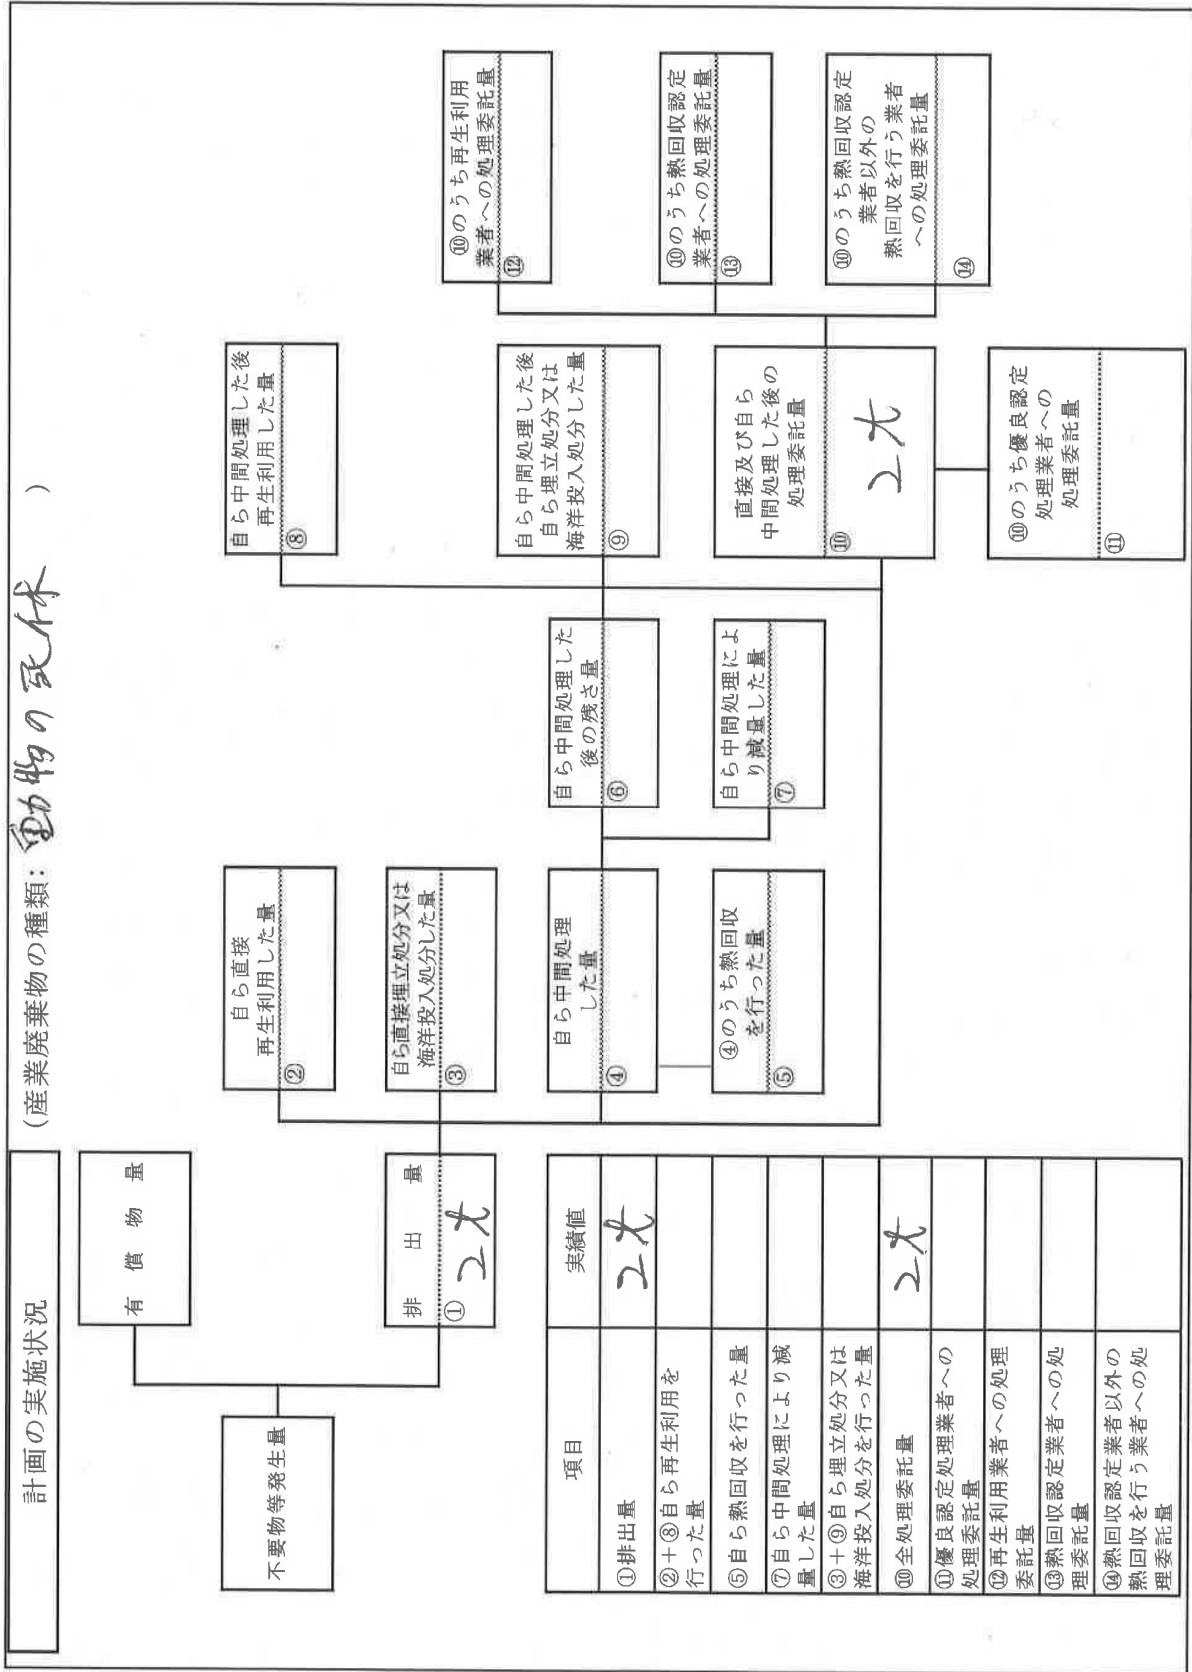 計画の実施状況
(産業廃棄物の種類: 動物の死体 )
不要物等発生量
有償物量
排出量
① 2t
自ら直接
再生利用した量
②
自ら直接埋立処分又は
海洋投入処分した量
③
自ら中間処理
した量
④
④のうち熱回収
を行った量
⑤
自ら中間処理した
後の残さ量
⑥
自ら中間処理によ
り減量した量
⑦
自ら中間処理した後
再生利用した量
⑧
自ら中間処理した後
自ら埋立処分又は
海洋投入処分した量
⑨
直接及び自ら
中間処理した後の
処理委託量
⑩
2t
⑩のうち優良認定
処理業者への
処理委託量
⑪
⑩のうち再生利用
業者への処理委託量
⑫
⑩のうち熱回収認定
業者への処理委託量
⑬
⑩のうち熱回収認定
業者以外の
熱回収を行う業者
への処理委託量
⑭
項目 実績値
①排出量 2t
②+⑧自ら再生利用を
行った量
⑤自ら熱回収を行った量
⑦自ら中間処理により減
量した量
③+⑨自ら埋立処分又は
海洋投入処分を行った量
⑩全処理委託量 2t
⑪優良認定処理業者への
処理委託量
⑫再生利用業者への処理
委託量
⑬熱回収認定業者への処
理委託量
⑭熱回収認定業者以外の
熱回収を行う業者への処
理委託量